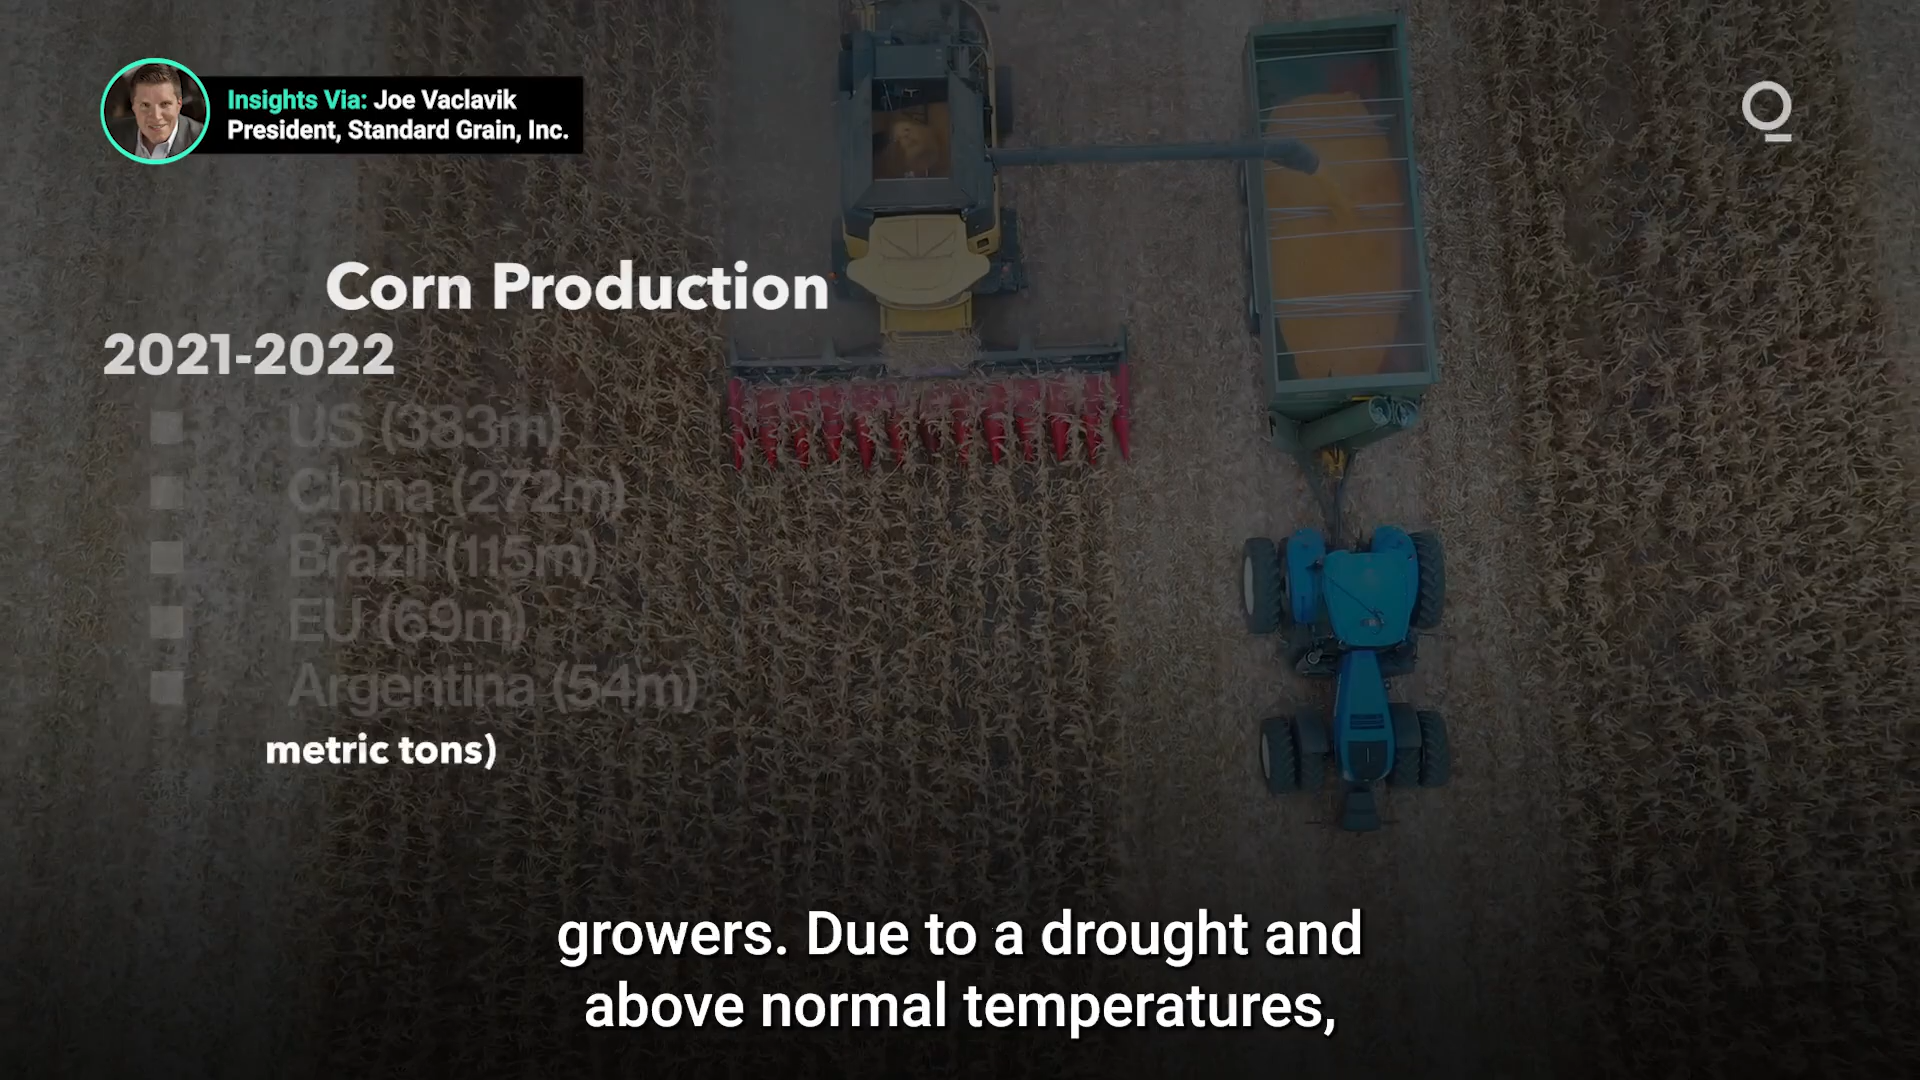 Insights Via: Joe Vaclavik
President, Standard Grain, Inc.
Corn Production
2021-2022
US (383m)
China (272m)
Brazil (115m)
EU (69m)
Argentina (54m)
metric tons)
growers. Due to a drought and
above normal temperatures,